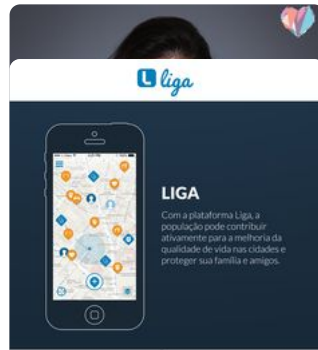 L liga
LIGA
Com a plataforma Liga, a
população pode contribuir
ativamente para a melhoria da
qualidade de vida nas cidades e
proteger sua família e amigos.